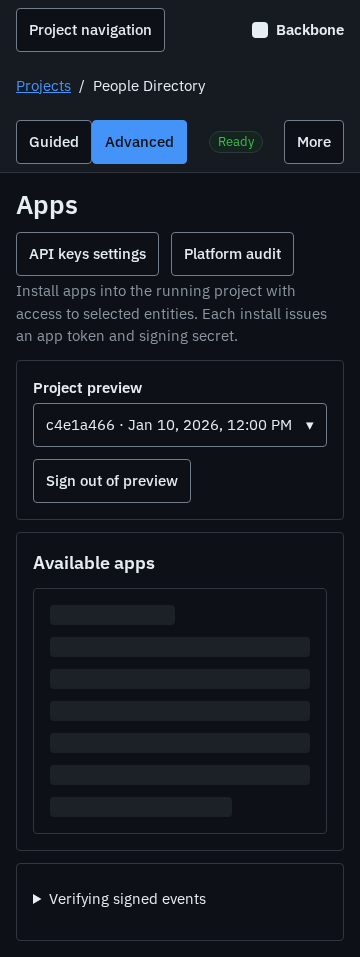 Project navigation
Backbone
Projects / People Directory
Guided
Advanced
Ready
More
Apps
API keys settings
Platform audit
Install apps into the running project with
access to selected entities. Each install issues
an app token and signing secret.
Project preview
c4e1a466 · Jan 10, 2026, 12:00 PM ▾
Sign out of preview
Available apps
▶ Verifying signed events